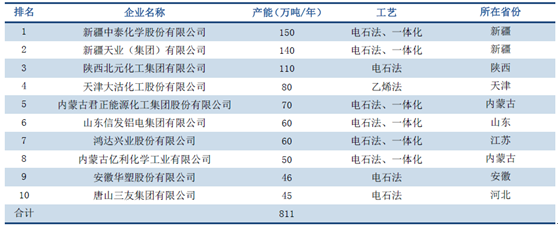 排名 企业名称 产能（万吨/年） 工艺 所在省份
1 新疆中泰化学股份有限公司 150 电石法、一体化 新疆
2 新疆天业（集团）有限公司 140 电石法、一体化 新疆
3 陕西北元化工集团有限公司 110 电石法 陕西
4 天津大沽化工股份有限公司 80 乙烯法 天津
5 内蒙古君正能源化工集团股份有限公司 70 电石法、一体化 内蒙古
6 山东信发铝电集团有限公司 60 电石法、一体化 山东
7 鸿达兴业股份有限公司 60 电石法、一体化 江苏
8 内蒙古亿利化学工业有限公司 50 电石法、一体化 内蒙古
9 安徽华塑股份有限公司 46 电石法 安徽
10 唐山三友集团有限公司 45 电石法 河北
合计 811